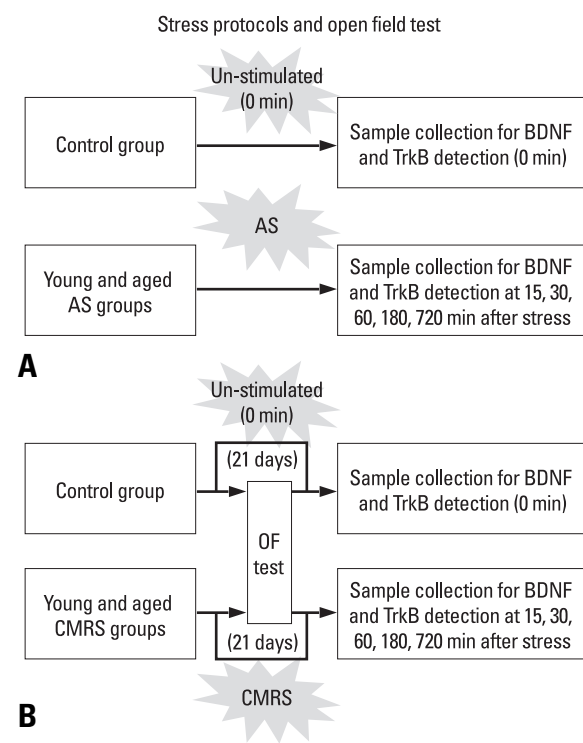 Stress protocols and open field test
Un-stimulated
(0 min)
Control group
Sample collection for BDNF
and TrkB detection (0 min)
AS
Young and aged
AS groups
Sample collection for BDNF
and TrkB detection at 15, 30,
60, 180, 720 min after stress
A
Un-stimulated
(0 min)
(21 days)
Control group
Sample collection for BDNF
and TrkB detection (0 min)
OF
test
Young and aged
CMRS groups
Sample collection for BDNF
and TrkB detection at 15, 30,
60, 180, 720 min after stress
(21 days)
CMRS
B